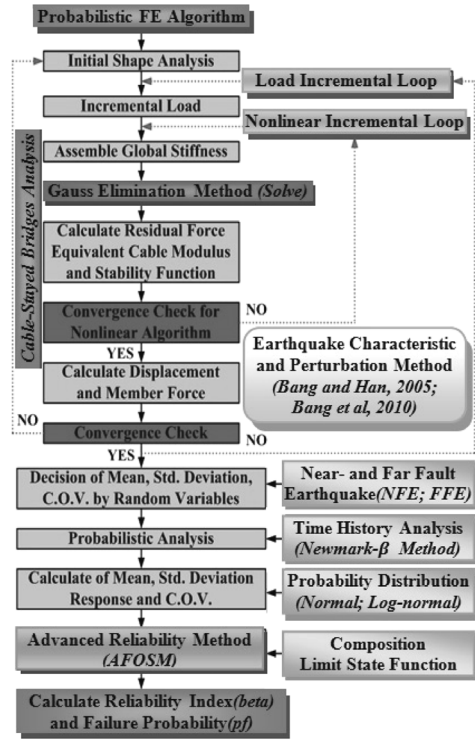 Probabilistic FE Algorithm
Initial Shape Analysis
Load Incremental Loop
Incremental Load
Nonlinear Incremental Loop
Assemble Global Stiffness
Gauss Elimination Method (Solve)
Cable-Stayed Bridges Analysis
Calculate Residual Force
Equivalent Cable Modulus
and Stability Function
Convergence Check for
Nonlinear Algorithm
NO
YES
Earthquake Characteristic
and Perturbation Method
(Bang and Han, 2005;
Bang et al, 2010)
Calculate Displacement
and Member Force
NO
Convergence Check
NO
YES
Decision of Mean, Std. Deviation,
C.O.V. by Random Variables
Near- and Far Fault
Earthquake(NFE; FFE)
Probabilistic Analysis
Time History Analysis
(Newmark-β Method)
Calculate of Mean, Std. Deviation
Response and C.O.V.
Probability Distribution
(Normal; Log-normal)
Advanced Reliability Method
(AFOSM)
Composition
Limit State Function
Calculate Reliability Index(beta)
and Failure Probability(pf)